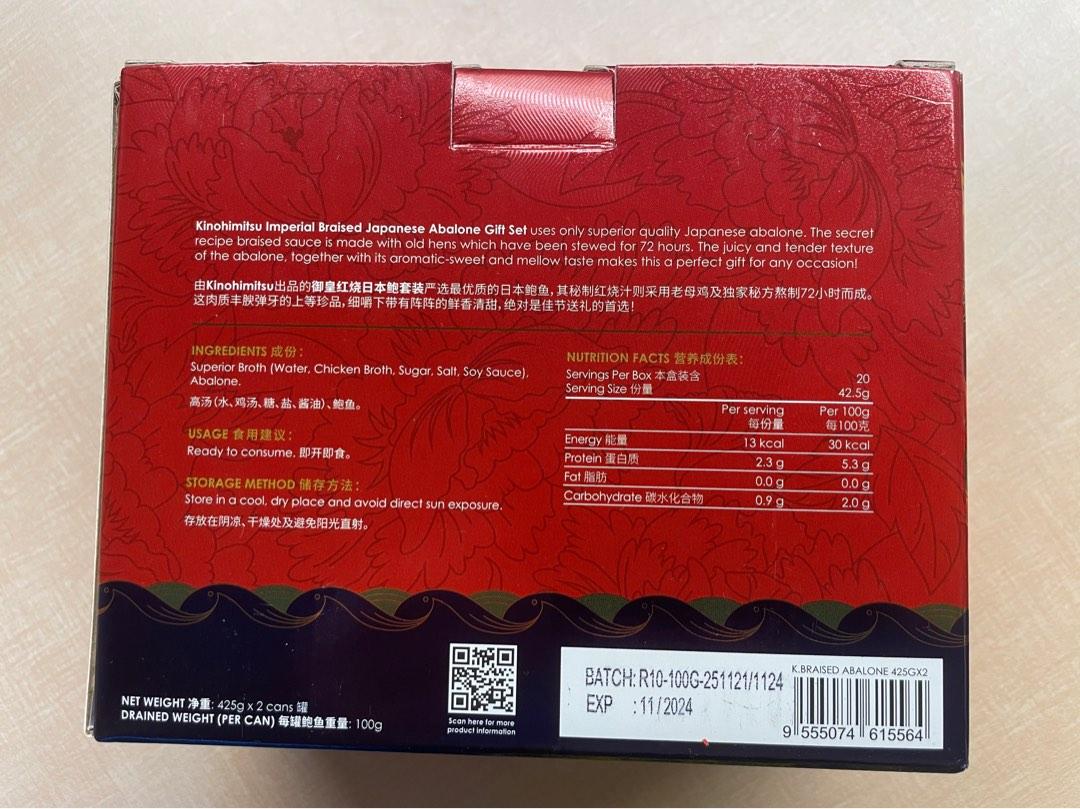 Kinohimitsu Imperial Braised Japanese Abalone Gift Set uses only superior quality Japanese abalone. The secret
recipe braised sauce is made with old hens which have been stewed for 72 hours. The juicy and tender texture
of the abalone, together with its aromatic-sweet and mellow taste makes this a perfect gift for any occasion!
由Kinohimitsu出品的御皇红烧日本鲍套装严选最优质的日本鲍鱼，其秘制红烧汁则采用老母鸡及独家秘方熬制72小时而成。
这肉质丰腴弹牙的上等珍品，细嚼下带有阵阵的鲜香清甜，绝对是佳节送礼的首选！
INGREDIENTS 成份：
Superior Broth (Water, Chicken Broth, Sugar, Salt, Soy Sauce),
Abalone.
高汤（水、鸡汤、糖、盐、酱油）、鲍鱼。
USAGE 食用建议：
Ready to consume. 即开即食。
STORAGE METHOD 储存方法：
Store in a cool, dry place and avoid direct sun exposure.
存放在阴凉、干燥处及避免阳光直射。
NUTRITION FACTS 营养成份表：
Servings Per Box 本盒装含 20
Serving Size 份量 42.5g
Per serving Per 100g
每份量 每100克
Energy 能量 13 kcal 30 kcal
Protein 蛋白质 2.3 g 5.3 g
Fat 脂肪 0.0 g 0.0 g
Carbohydrate 碳水化合物 0.9 g 2.0 g
NET WEIGHT 净重: 425g x 2 cans 罐
DRAINED WEIGHT (PER CAN) 每罐鲍鱼重量: 100g
Scan here for more
product information
BATCH: R10-100G-251121/1124
EXP : 11/2024
K.BRAISED ABALONE 425GX2
9 555074 615564